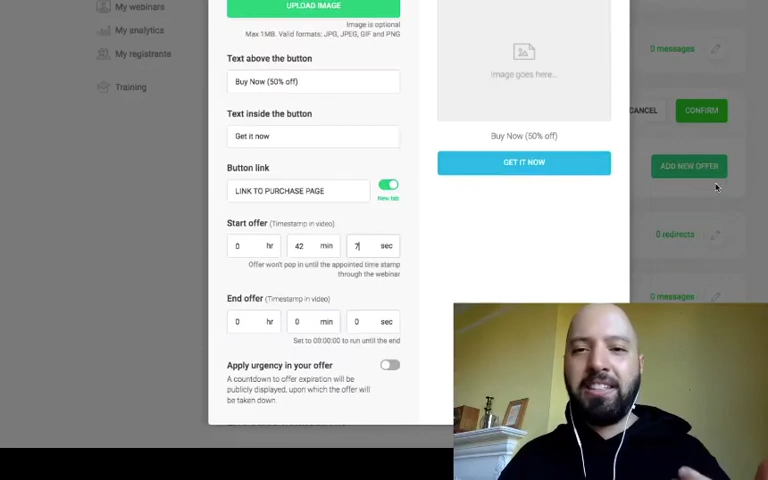 My webinars
My analytics
My registrants
Training
UPLOAD IMAGE
Image is optional
Max 1MB. Valid formats: JPG, JPEG, GIF and PNG
Text above the button
Buy Now (50% off)
Text inside the button
Get it now
Button link
LINK TO PURCHASE PAGE
New tab
Start offer (Timestamp in video)
0 hr 42 min 7 sec
Offer won't pop in until the appointed time stamp
through the webinar
End offer (Timestamp in video)
0 hr 0 min 0 sec
Set to 00:00:00 to run until the end
Apply urgency in your offer
A countdown to offer expiration will be
publicly displayed, upon which the offer will
be taken down.
Image goes here...
Buy Now (50% off)
GET IT NOW
0 messages
CANCEL CONFIRM
ADD NEW OFFER
0 redirects
0 messages